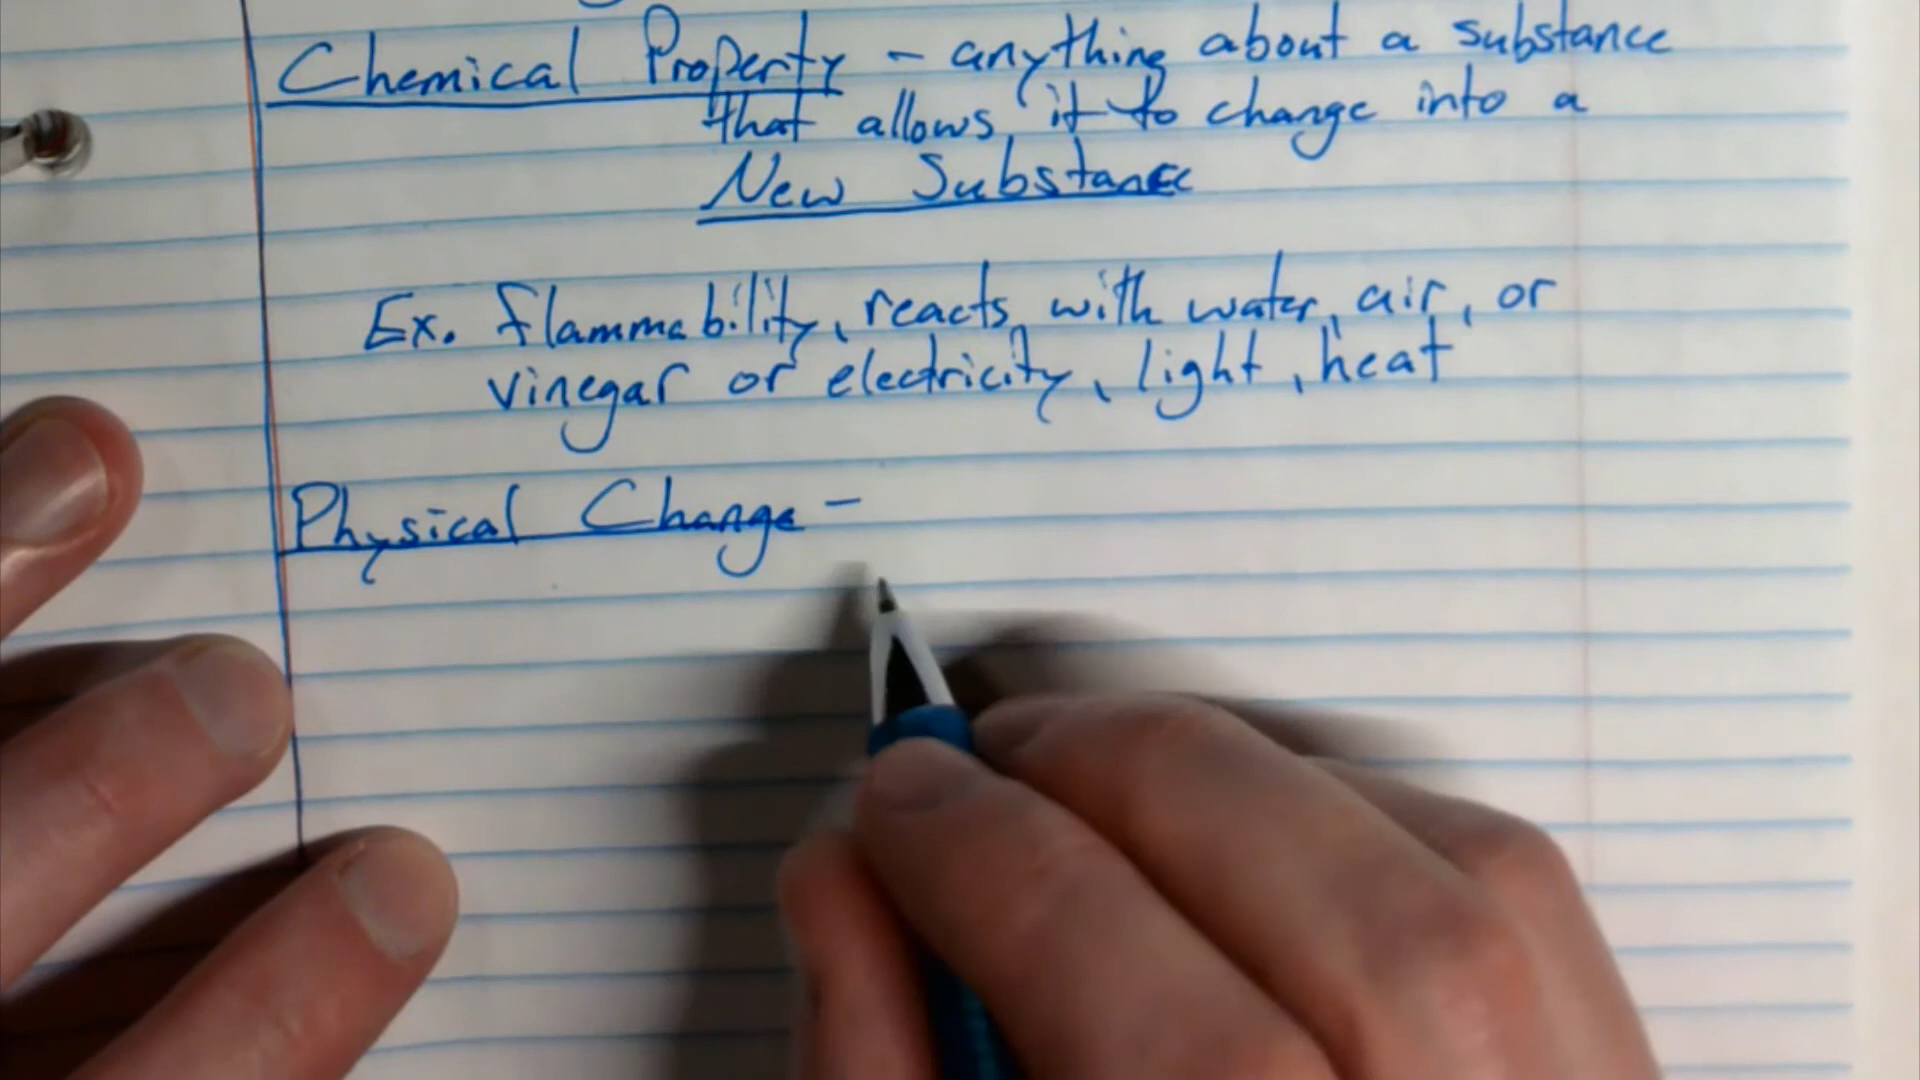 Chemical Property - anything about a substance
that allows it to change into a
New Substance
Ex. flammability, reacts with water, air, or
vinegar or electricity, light, heat
Physical Change -